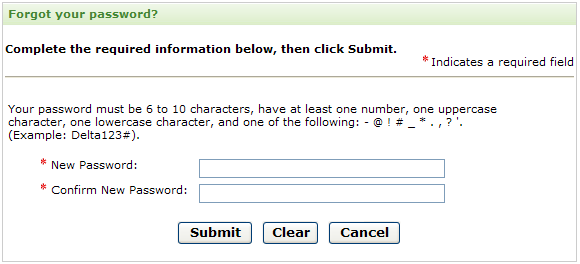 Forgot your password?
Complete the required information below, then click Submit.
* Indicates a required field
Your password must be 6 to 10 characters, have at least one number, one uppercase
character, one lowercase character, and one of the following: - @ ! # _ * . , ? '.
(Example: Delta123#).
* New Password:
* Confirm New Password:
Submit Clear Cancel